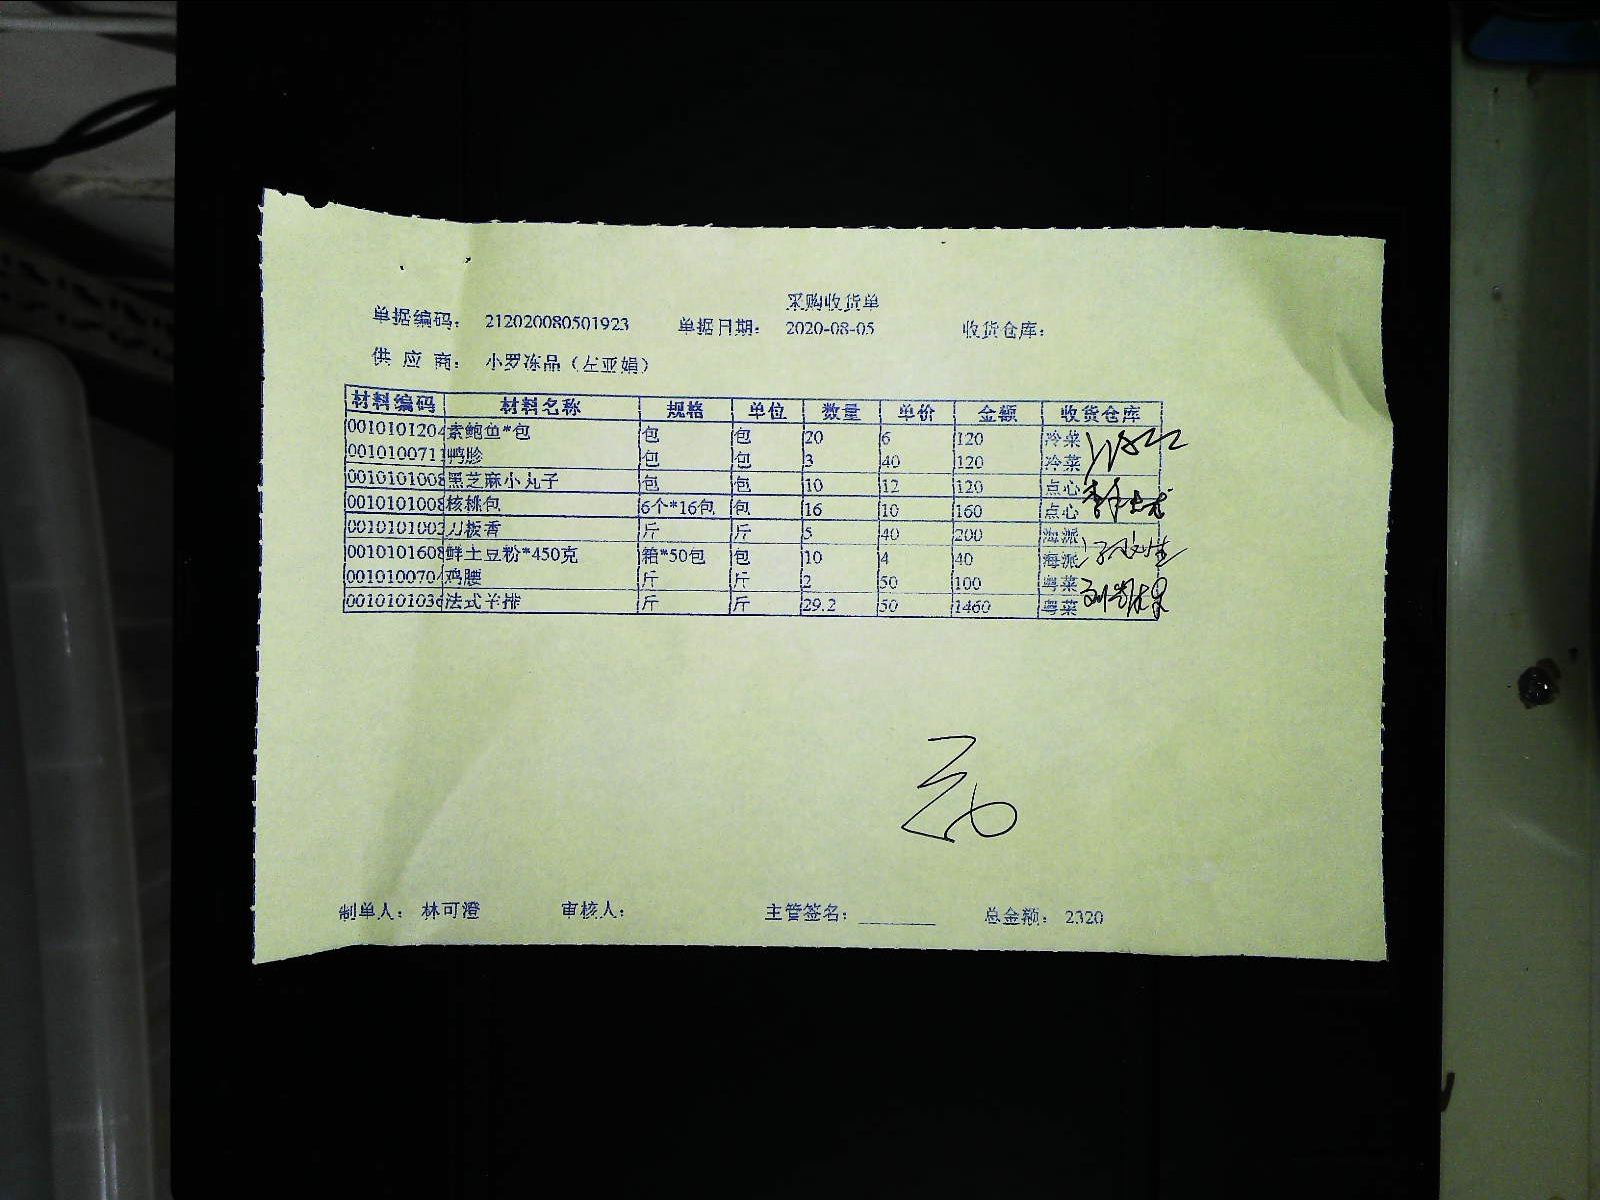 采购收货单
单据编码： 212020080501923 单据日期： 2020-08-05 收货仓库：
供 应 商： 小罗冻品（左亚娟）
材料编码 材料名称 规格 单位 数量 单价 金额 收货仓库
0010101204 素鲍鱼*包 包 包 20 6 120 冷菜
001010071 鸭胗 包 包 3 40 120 冷菜
001010100 黑芝麻小丸子 包 包 10 12 120 点心
001010100 核桃包 6个*16包 包 16 10 160 点心
0010101003 刀板香 斤 斤 5 40 200 海派
001010160 鲜土豆粉*450克 箱*50包 包 10 4 40 海派
001010070 鸡腰 斤 斤 2 50 100 粤菜
001010103 法式羊排 斤 斤 29.2 50 1460 粤菜
制单人： 林可澄 审核人： 主管签名： 总金额： 2320